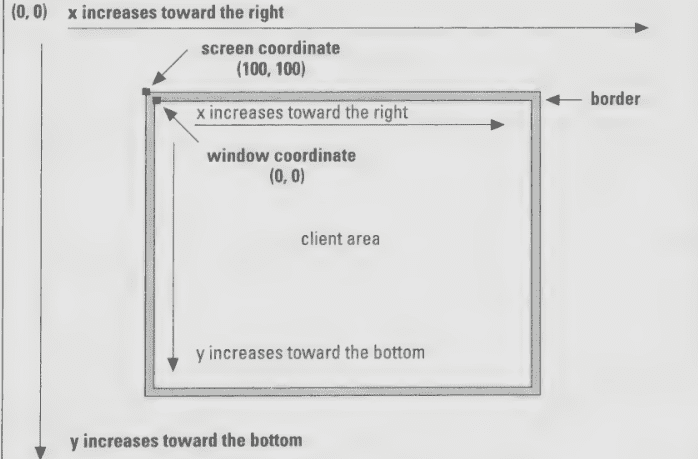 (0, 0) x increases toward the right
screen coordinate
(100, 100)
border
x increases toward the right
window coordinate
(0, 0)
client area
y increases toward the bottom
y increases toward the bottom